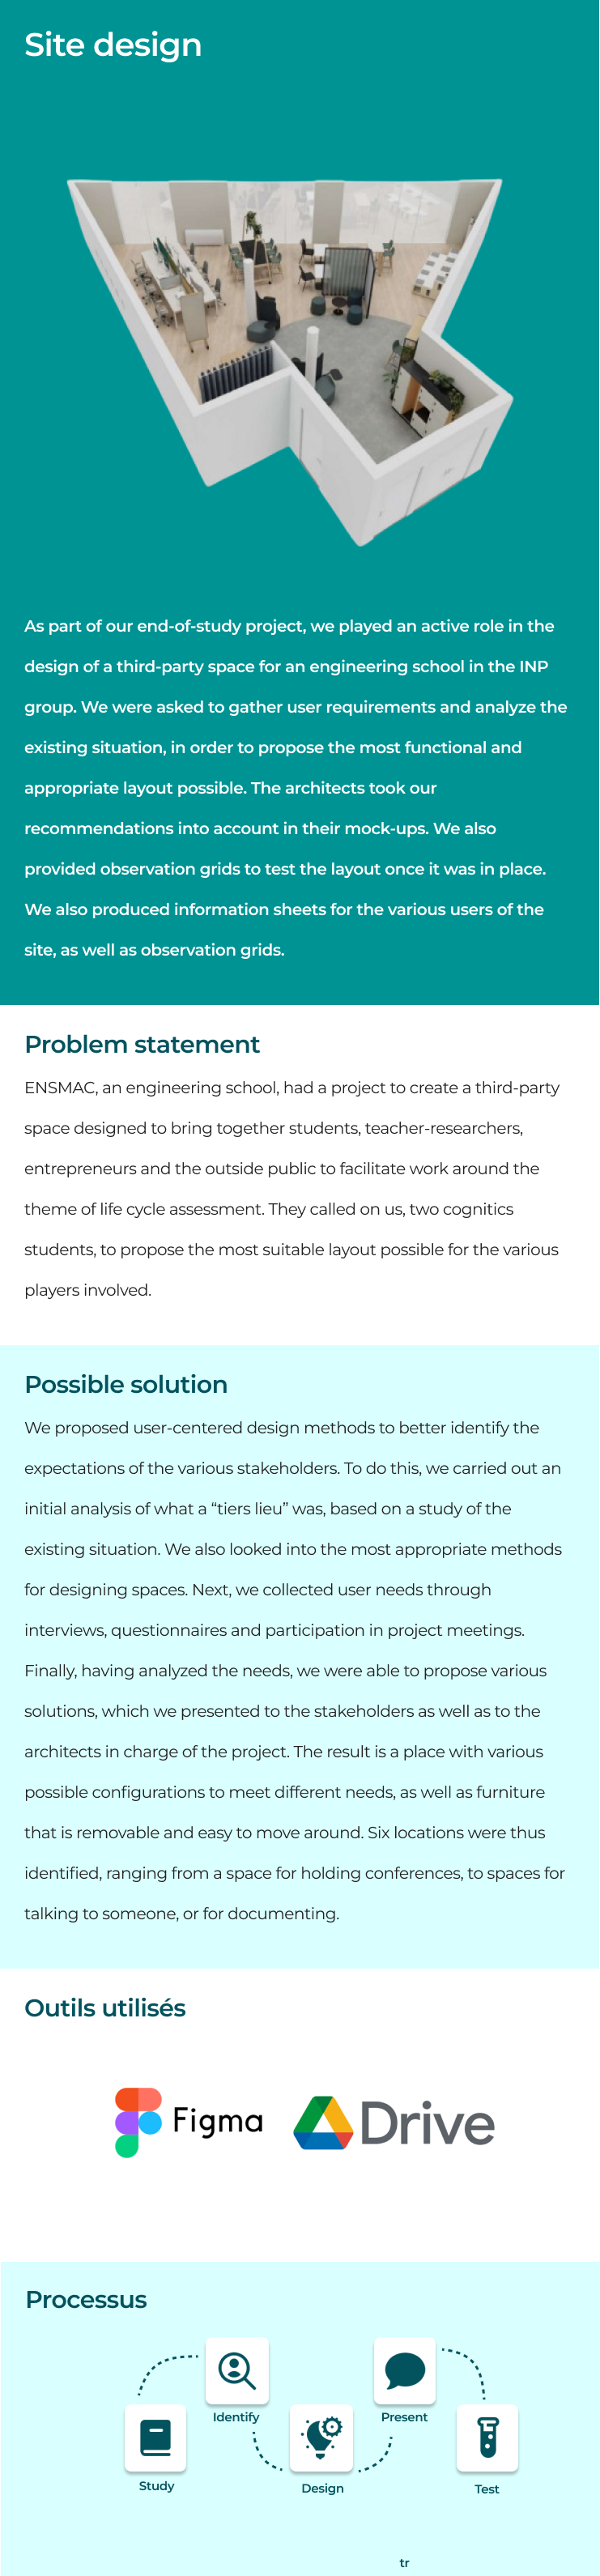 Site design
As part of our end-of-study project, we played an active role in the
design of a third-party space for an engineering school in the INP
group. We were asked to gather user requirements and analyze the
existing situation, in order to propose the most functional and
appropriate layout possible. The architects took our
recommendations into account in their mock-ups. We also
provided observation grids to test the layout once it was in place.
We also produced information sheets for the various users of the
site, as well as observation grids.
Problem statement
ENSMAC, an engineering school, had a project to create a third-party
space designed to bring together students, teacher-researchers,
entrepreneurs and the outside public to facilitate work around the
theme of life cycle assessment. They called on us, two cognitics
students, to propose the most suitable layout possible for the various
players involved.
Possible solution
We proposed user-centered design methods to better identify the
expectations of the various stakeholders. To do this, we carried out an
initial analysis of what a “tiers lieu” was, based on a study of the
existing situation. We also looked into the most appropriate methods
for designing spaces. Next, we collected user needs through
interviews, questionnaires and participation in project meetings.
Finally, having analyzed the needs, we were able to propose various
solutions, which we presented to the stakeholders as well as to the
architects in charge of the project. The result is a place with various
possible configurations to meet different needs, as well as furniture
that is removable and easy to move around. Six locations were thus
identified, ranging from a space for holding conferences, to spaces for
talking to someone, or for documenting.
Outils utilisés
Figma
Drive
Processus
Identify
Present
Study
Design
Test
tr